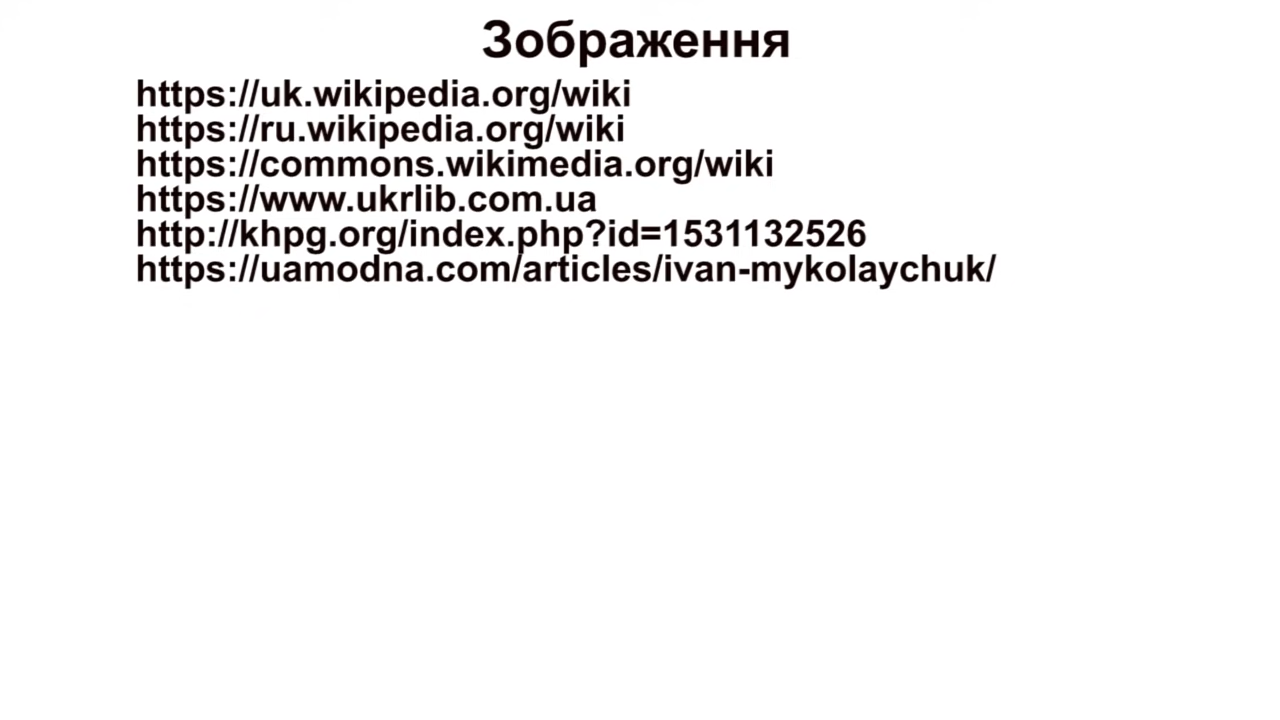 Зображення
https://uk.wikipedia.org/wiki
https://ru.wikipedia.org/wiki
https://commons.wikimedia.org/wiki
https://www.ukrlib.com.ua
http://khpg.org/index.php?id=1531132526
https://uamodna.com/articles/ivan-mykolaychuk/